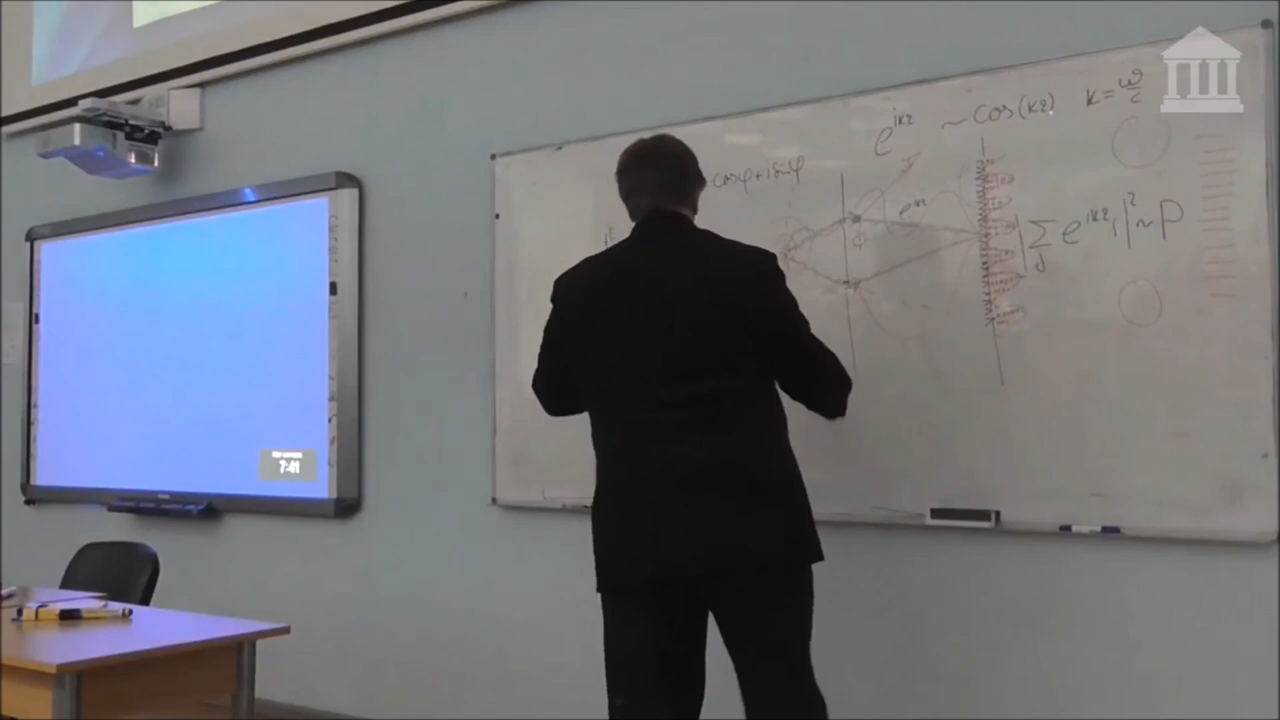 e^{ikz} ~ cos(kz) k = ω/c
cosφ + i sinφ
e^{ikz}
Φ
|∑_j e^{ikz_j}|² ~ P
7:41